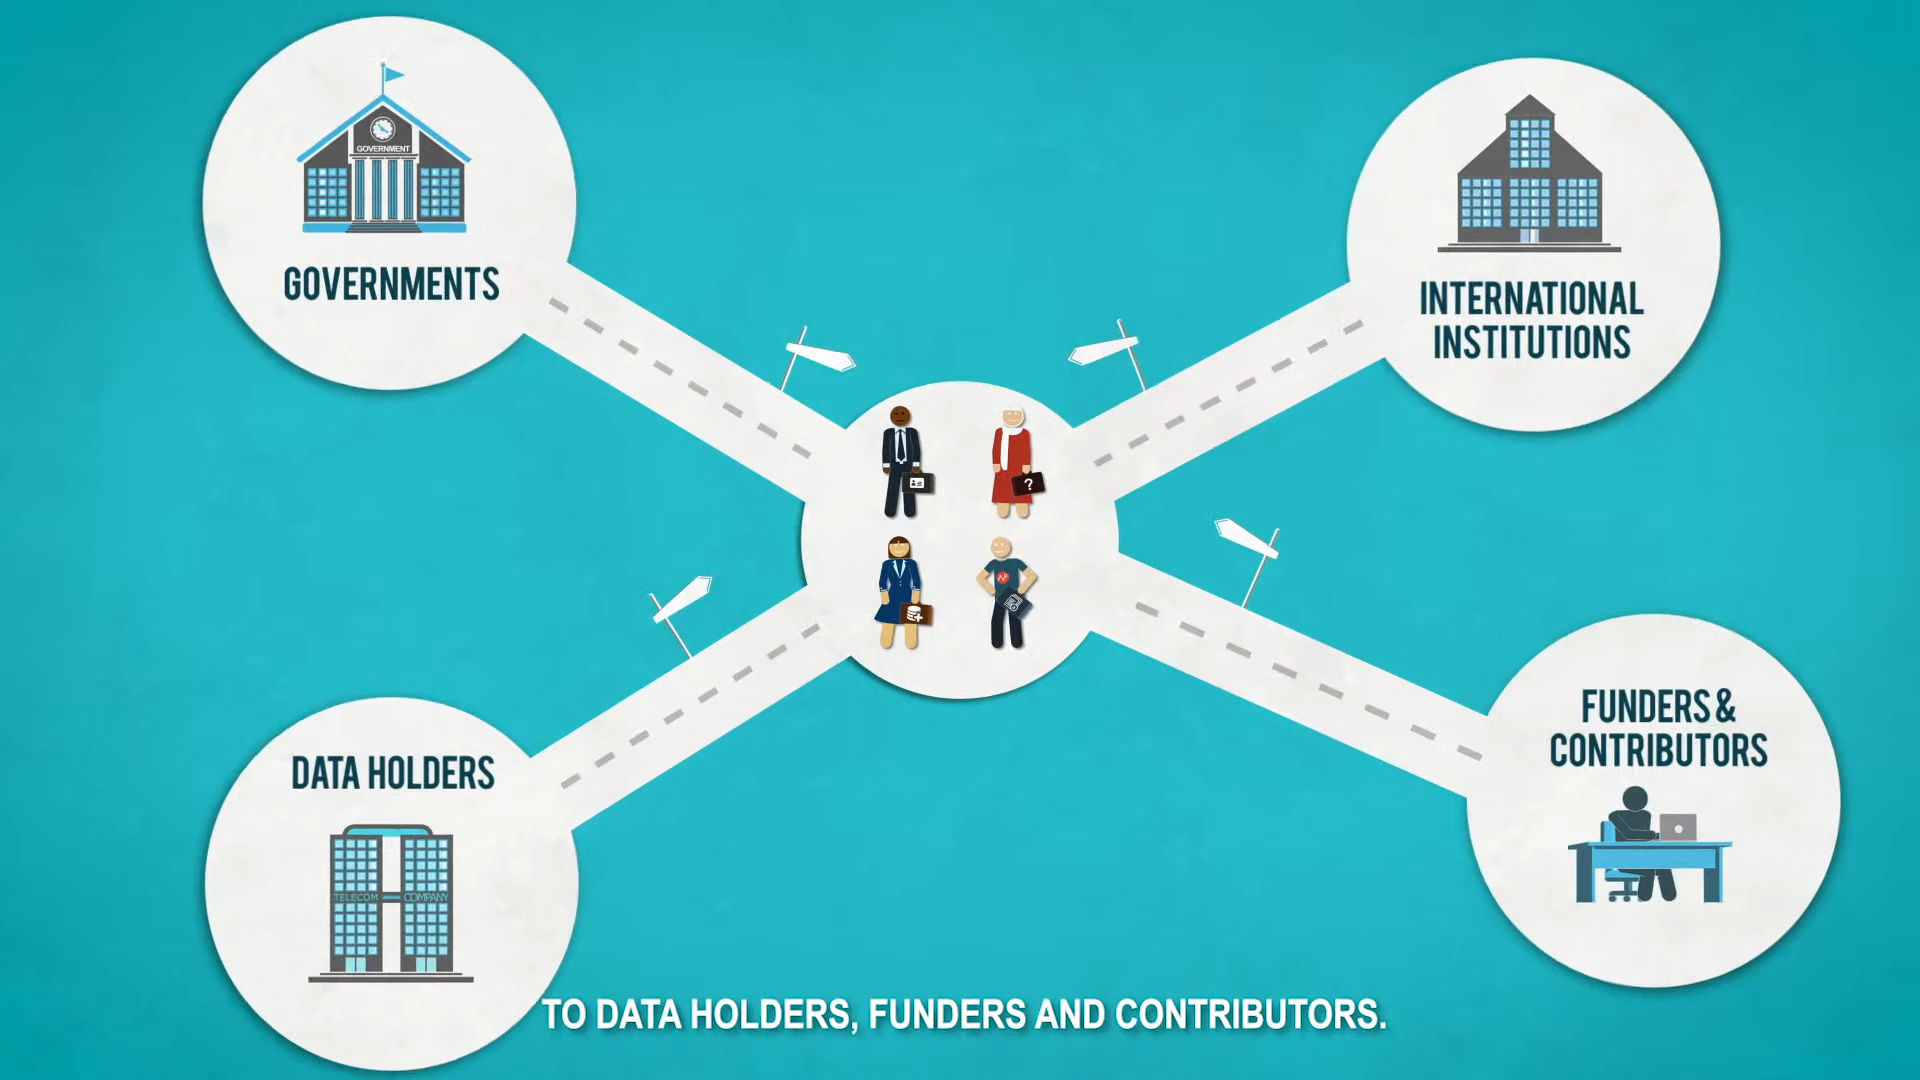 GOVERNMENT
GOVERNMENTS
INTERNATIONAL
INSTITUTIONS
?
DATA HOLDERS
TELECOM COMPANY
FUNDERS &
CONTRIBUTORS
TO DATA HOLDERS, FUNDERS AND CONTRIBUTORS.